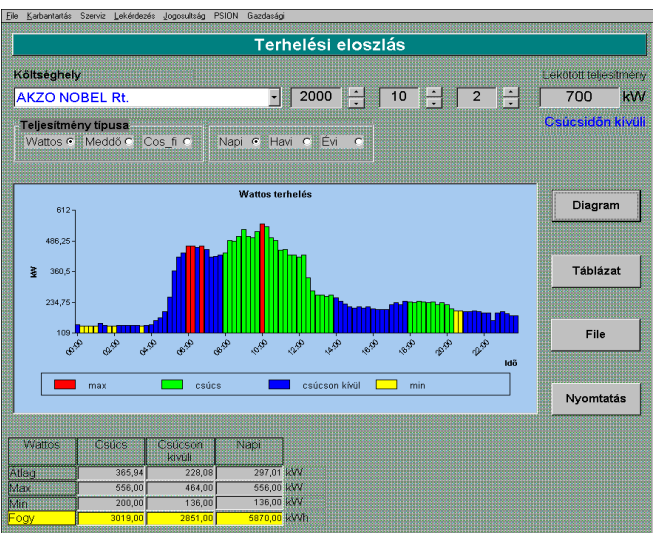 File Karbantartás Szerviz Lekérdezés Jogosultság PSION Gazdasági
Terhelési eloszlás
Költséghely
Lekötött teljesítmény
AKZO NOBEL Rt. 2000 10 2 700 kW
Csúcsidőn kívüli
Teljesítmény típusa
Wattos Meddő Cos_fi Napi Havi Évi
Wattos terhelés
612
486,25
360,5
234,75
109
kW
00:00 02:00 04:00 06:00 08:00 10:00 12:00 14:00 16:00 18:00 20:00 22:00
Idő
max csúcs csúcson kívül min
Diagram
Táblázat
File
Nyomtatás
Wattos Csúcs Csúcson kívüli Napi
Átlag 365,94 228,08 297,01 kW
Max 556,00 464,00 556,00 kW
Min 200,00 136,00 136,00 kW
Fogy 3019,00 2851,00 5870,00 kWh